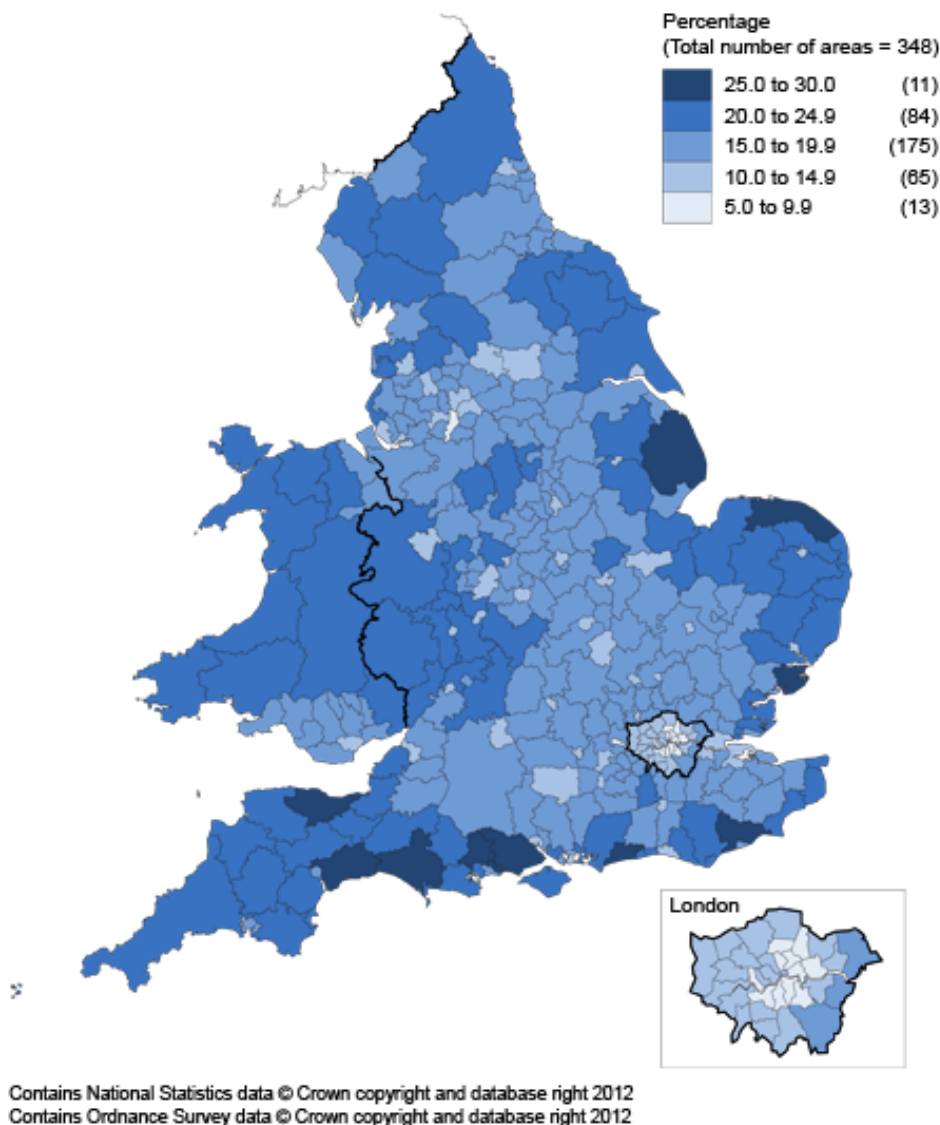 Percentage
(Total number of areas = 348)
25.0 to 30.0 (11)
20.0 to 24.9 (84)
15.0 to 19.9 (175)
10.0 to 14.9 (65)
5.0 to 9.9 (13)
London
Contains National Statistics data © Crown copyright and database right 2012
Contains Ordnance Survey data © Crown copyright and database right 2012